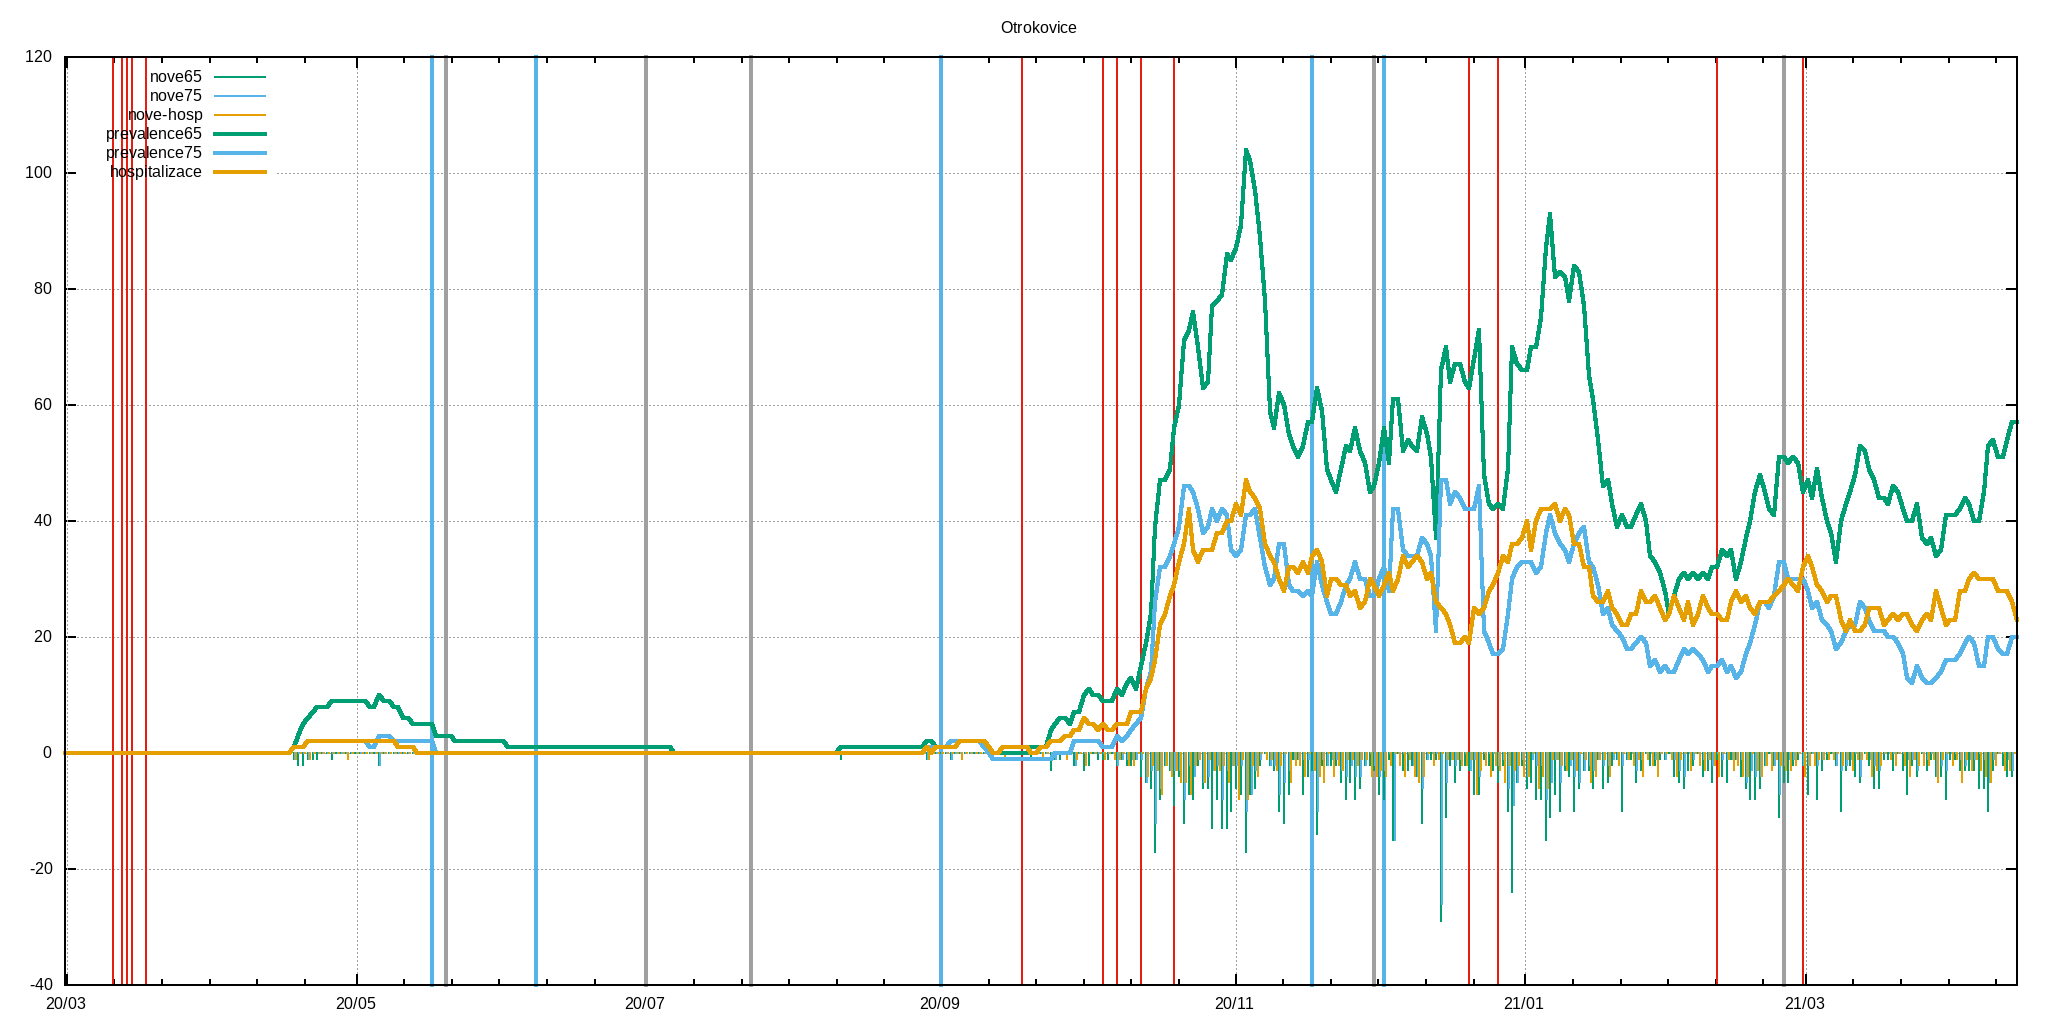 Otrokovice
120
100
80
60
40
20
0
-20
-40
nove65
nove75
nove-hosp
prevalence65
prevalence75
hospitalizace
20/03 20/05 20/07 20/09 20/11 21/01 21/03